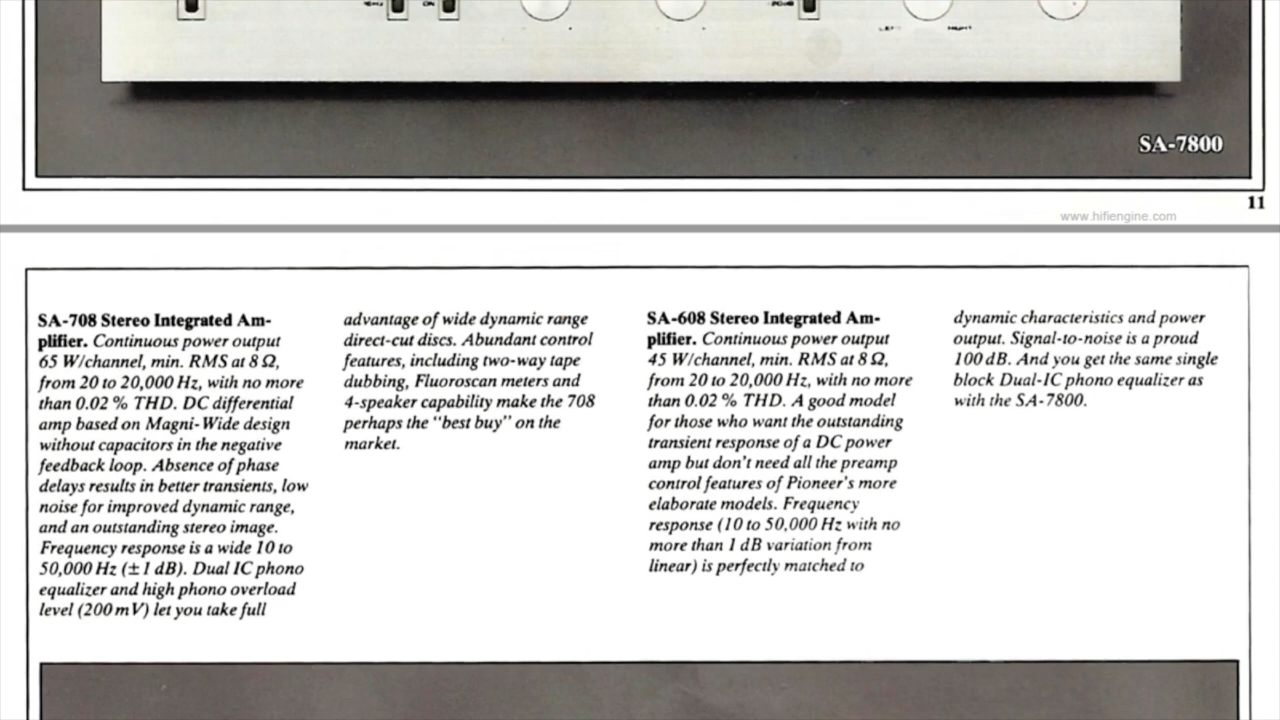 ON
-20dB
LEFT
RIGHT
SA-7800
11
www.hifiengine.com
SA-708 Stereo Integrated Am-
plifier. Continuous power output
65 W/channel, min. RMS at 8 Ω,
from 20 to 20,000 Hz, with no more
than 0.02 % THD. DC differential
amp based on Magni-Wide design
without capacitors in the negative
feedback loop. Absence of phase
delays results in better transients, low
noise for improved dynamic range,
and an outstanding stereo image.
Frequency response is a wide 10 to
50,000 Hz (± 1 dB). Dual IC phono
equalizer and high phono overload
level (200 mV) let you take full
advantage of wide dynamic range
direct-cut discs. Abundant control
features, including two-way tape
dubbing, Fluoroscan meters and
4-speaker capability make the 708
perhaps the "best buy" on the
market.
SA-608 Stereo Integrated Am-
plifier. Continuous power output
45 W/channel, min. RMS at 8 Ω,
from 20 to 20,000 Hz, with no more
than 0.02 % THD. A good model
for those who want the outstanding
transient response of a DC power
amp but don't need all the preamp
control features of Pioneer's more
elaborate models. Frequency
response (10 to 50,000 Hz with no
more than 1 dB variation from
linear) is perfectly matched to
dynamic characteristics and power
output. Signal-to-noise is a proud
100 dB. And you get the same single
block Dual-IC phono equalizer as
with the SA-7800.